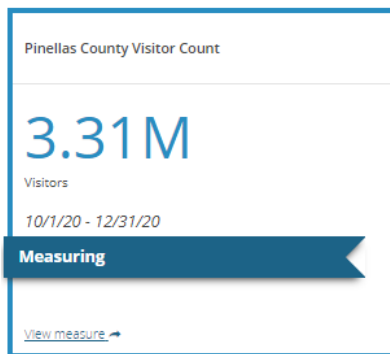 Pinellas County Visitor Count
3.31M
Visitors
10/1/20 - 12/31/20
Measuring
View measure